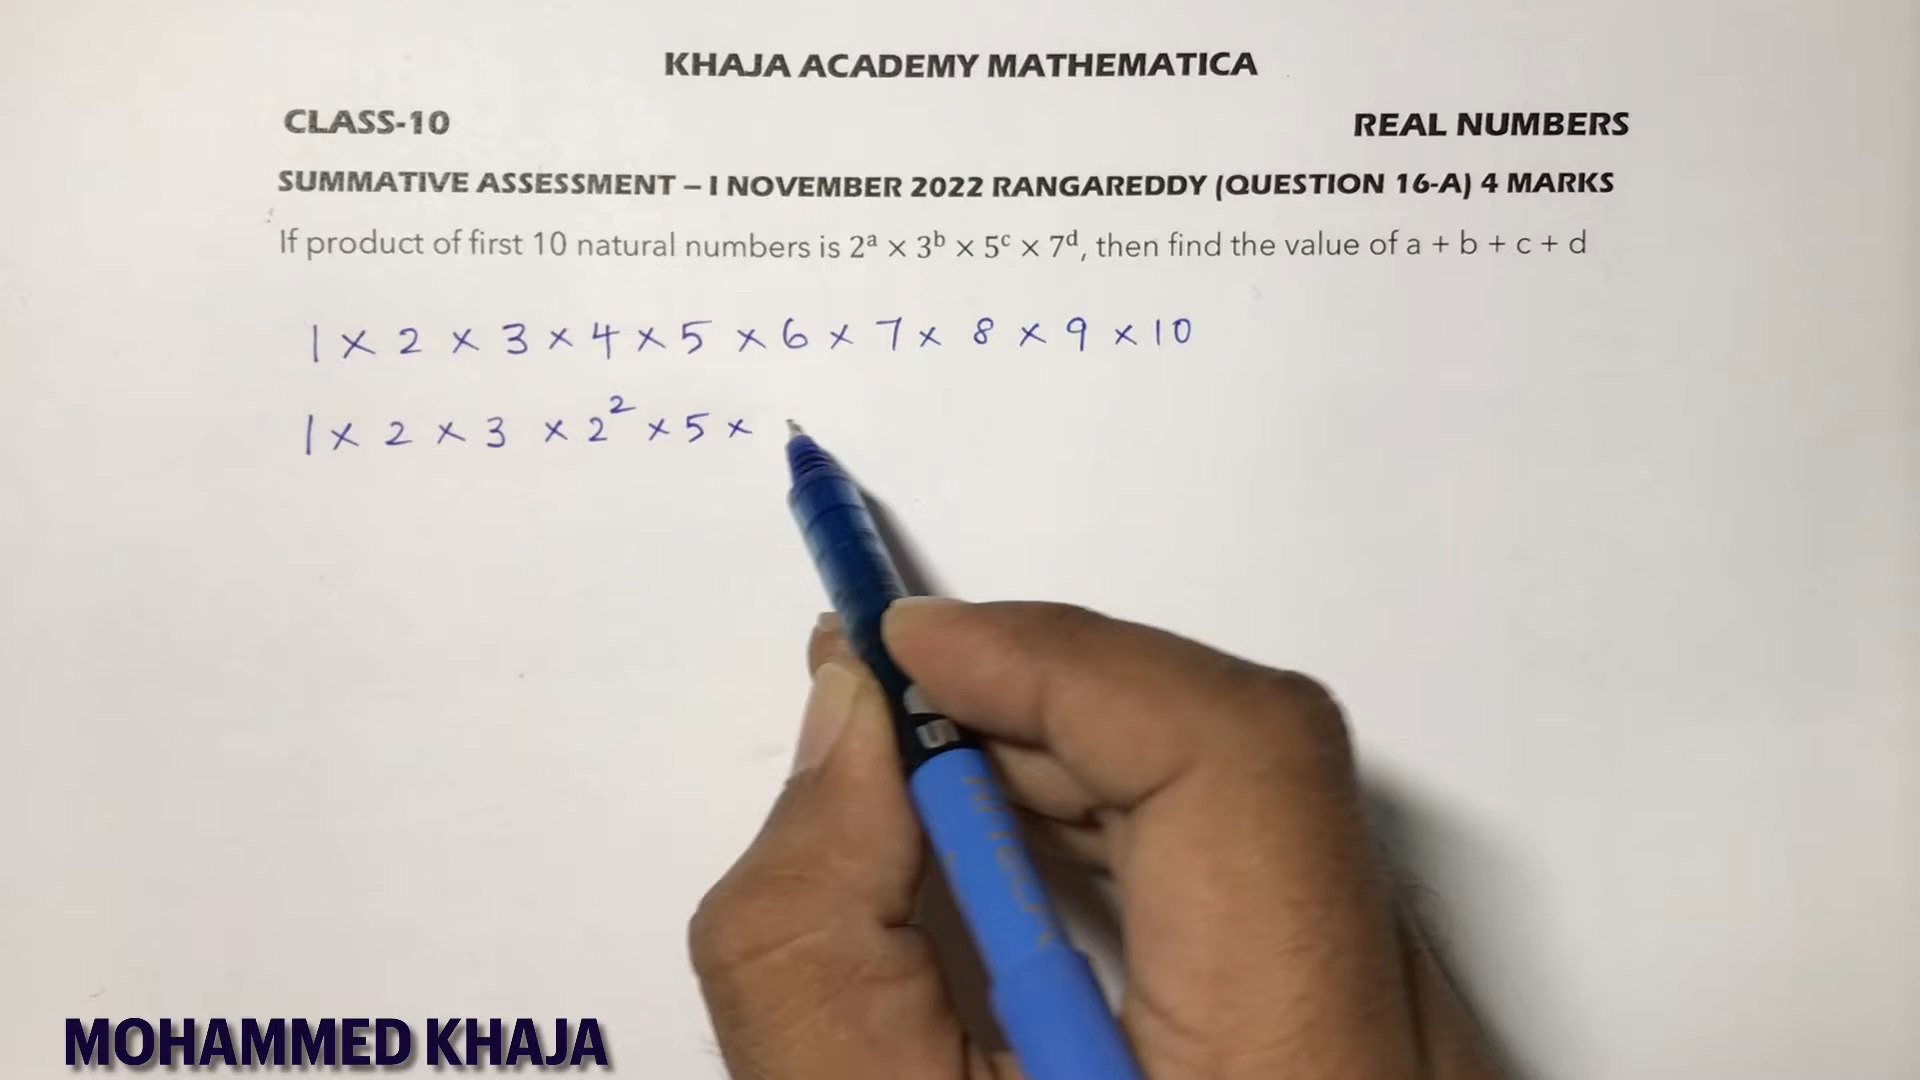 KHAJA ACADEMY MATHEMATICA
CLASS-10 REAL NUMBERS
SUMMATIVE ASSESSMENT – I NOVEMBER 2022 RANGAREDDY (QUESTION 16-A) 4 MARKS
If product of first 10 natural numbers is 2ᵃ × 3ᵇ × 5ᶜ × 7ᵈ, then find the value of a + b + c + d
1 × 2 × 3 × 4 × 5 × 6 × 7 × 8 × 9 × 10
1 × 2 × 3 × 2² × 5 ×
MOHAMMED KHAJA